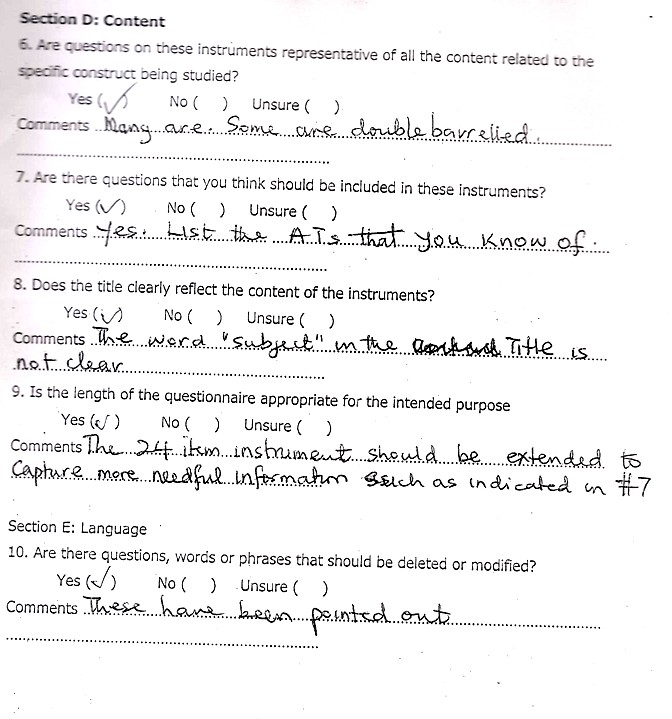 Section D: Content
6. Are questions on these instruments representative of all the content related to the
specific construct being studied?
Yes (✓) No ( ) Unsure ( )
Comments ..Many are. Some are double barrelled.
7. Are there questions that you think should be included in these instruments?
Yes (✓) No ( ) Unsure ( )
Comments ..Yes. List the ATs that you know of.
8. Does the title clearly reflect the content of the instruments?
Yes (✓) No ( ) Unsure ( )
Comments ..The word "subject" in the Title is
not clear
9. Is the length of the questionnaire appropriate for the intended purpose
Yes (✓) No ( ) Unsure ( )
Comments The 24 item instrument should be extended to
Capture more needful information such as indicated in #7
Section E: Language
10. Are there questions, words or phrases that should be deleted or modified?
Yes (✓) No ( ) Unsure ( )
Comments ..These have been pointed out